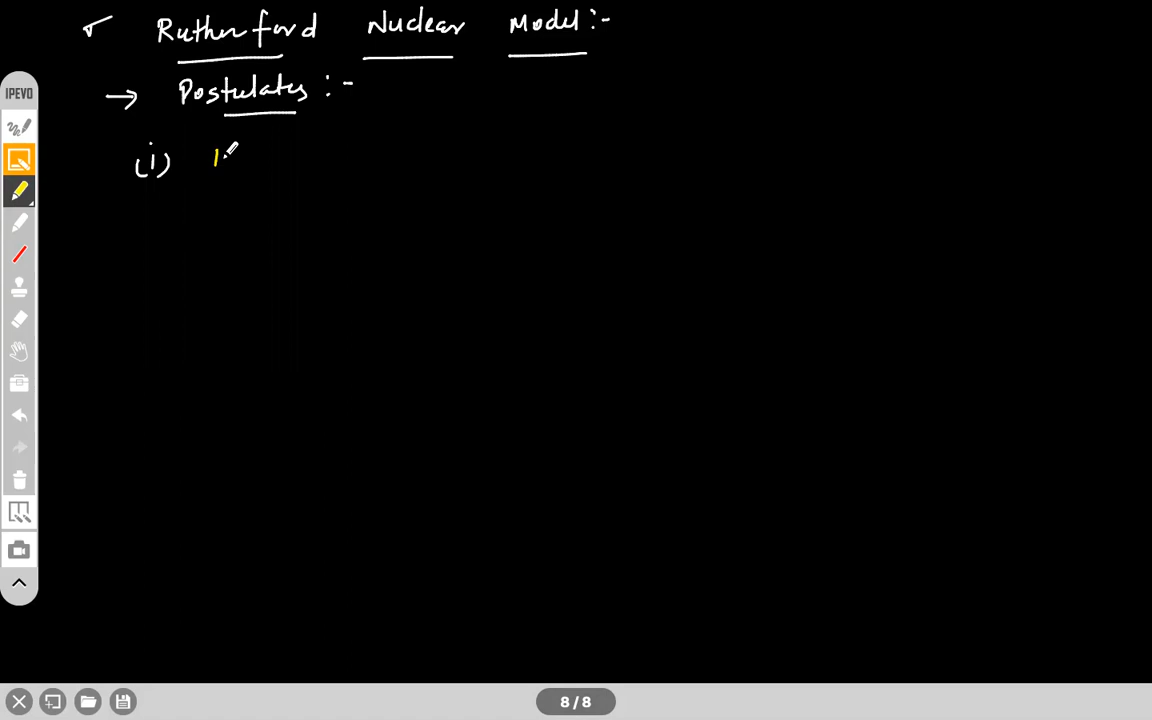 Rutherford Nuclear Model :-
→ Postulates :-
IPEVO
(i)
8 / 8